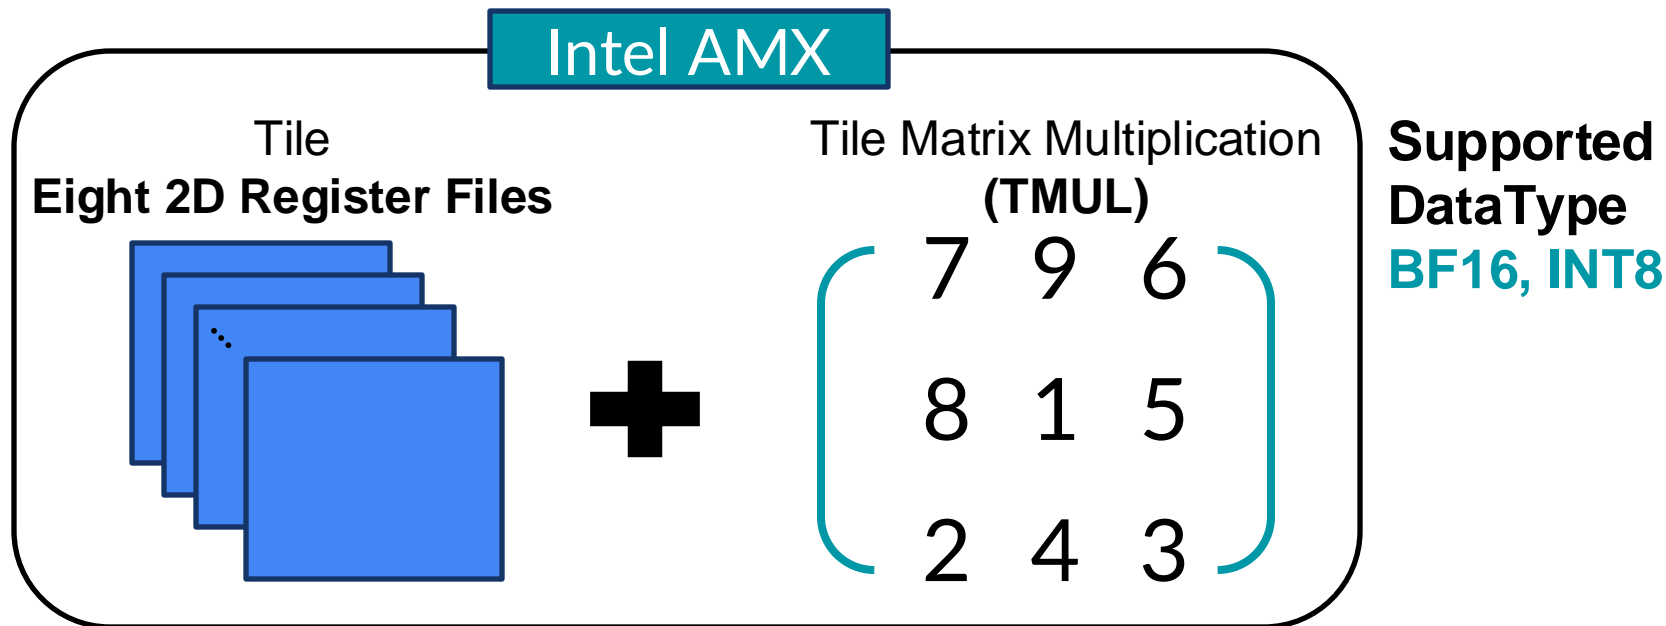 Intel AMX
Tile
Eight 2D Register Files
Tile Matrix Multiplication
(TMUL)
7 9 6
8 1 5
2 4 3
Supported
DataType
BF16, INT8